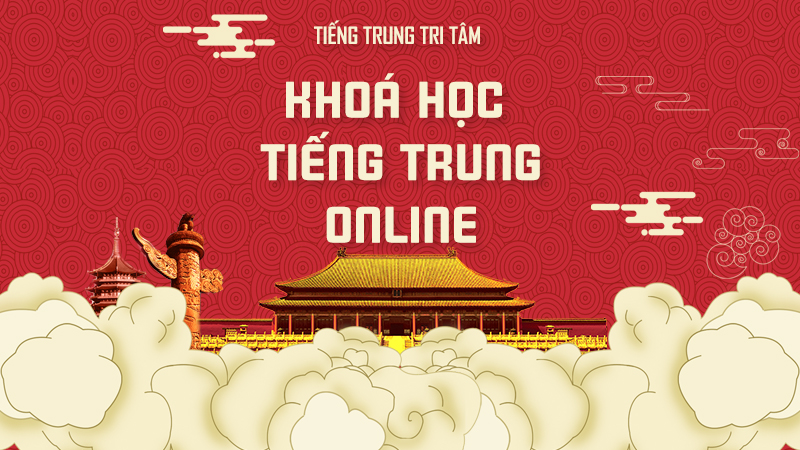 TIẾNG TRUNG TRI TÂM
KHOÁ HỌC
TIẾNG TRUNG
ONLINE